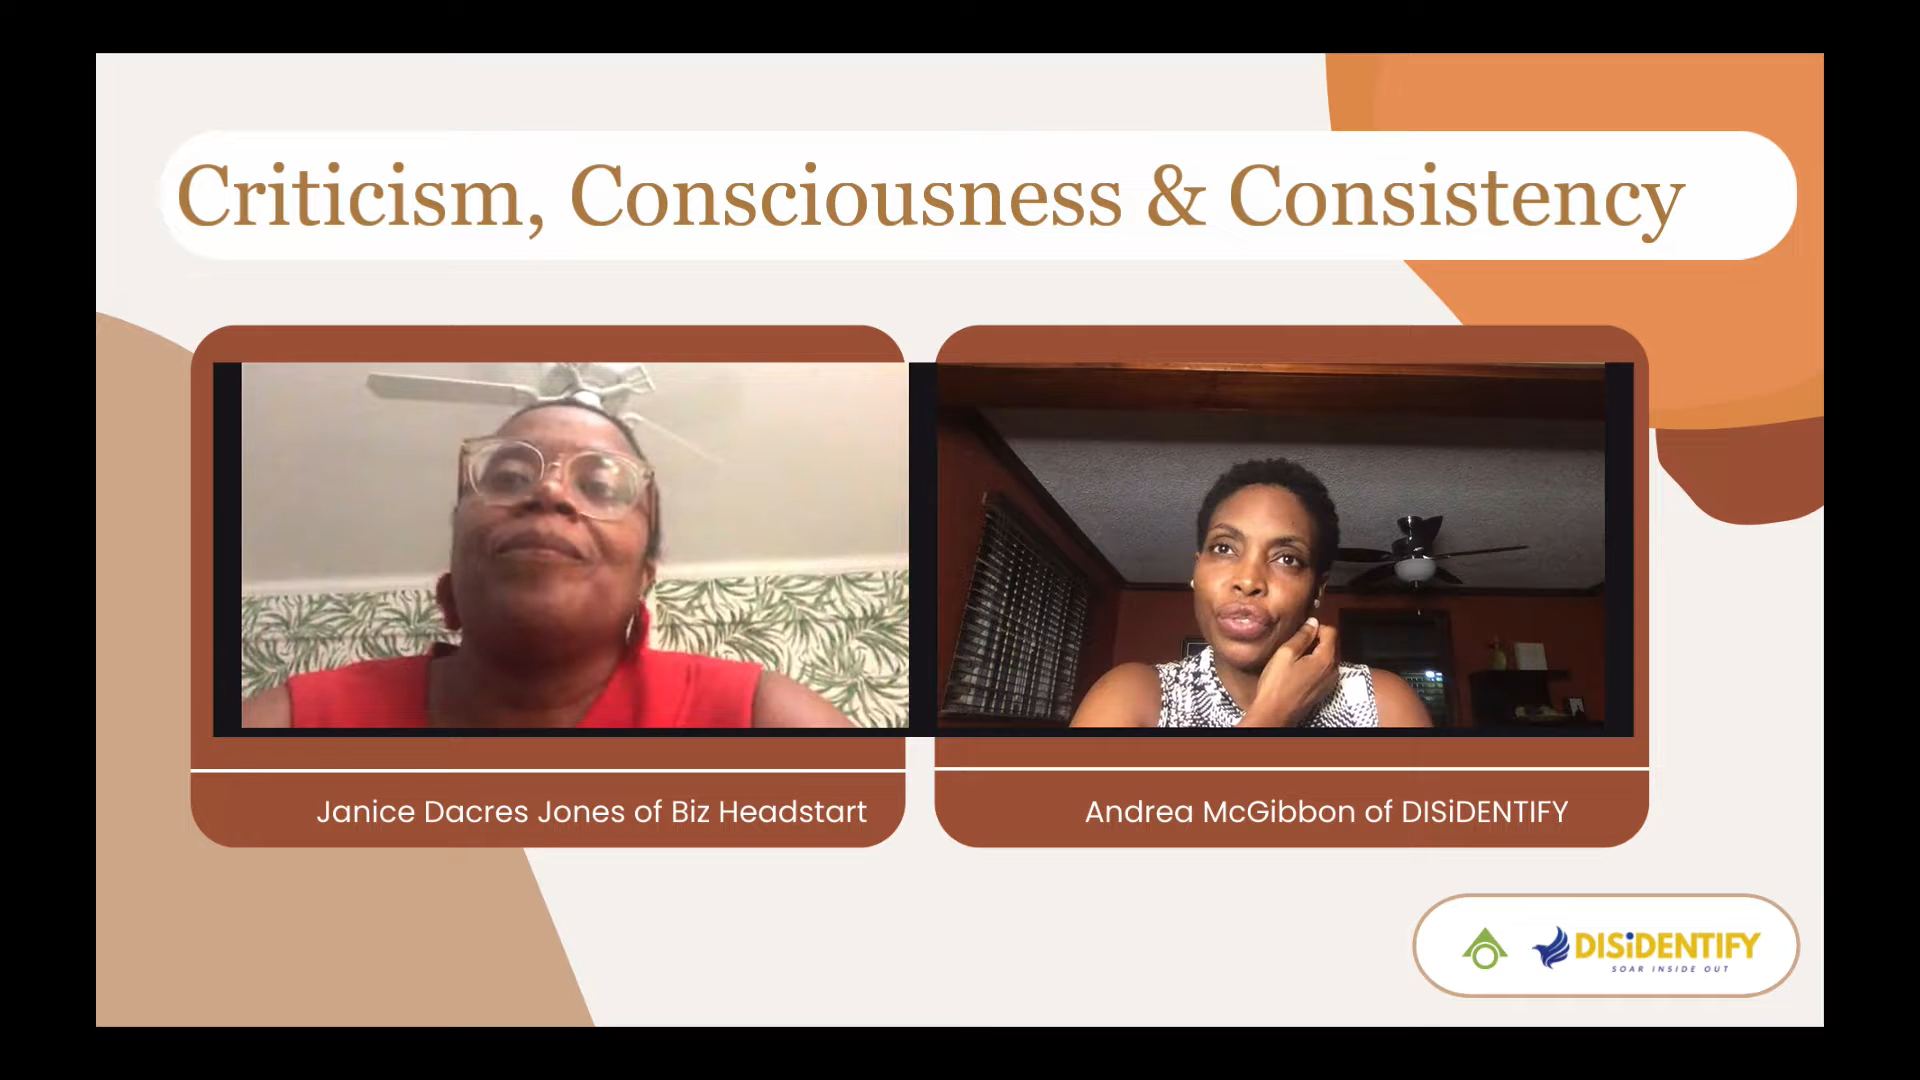 Criticism, Consciousness & Consistency
Janice Dacres Jones of Biz Headstart
Andrea McGibbon of DISiDENTIFY
DISiDENTIFY
SOAR INSIDE OUT